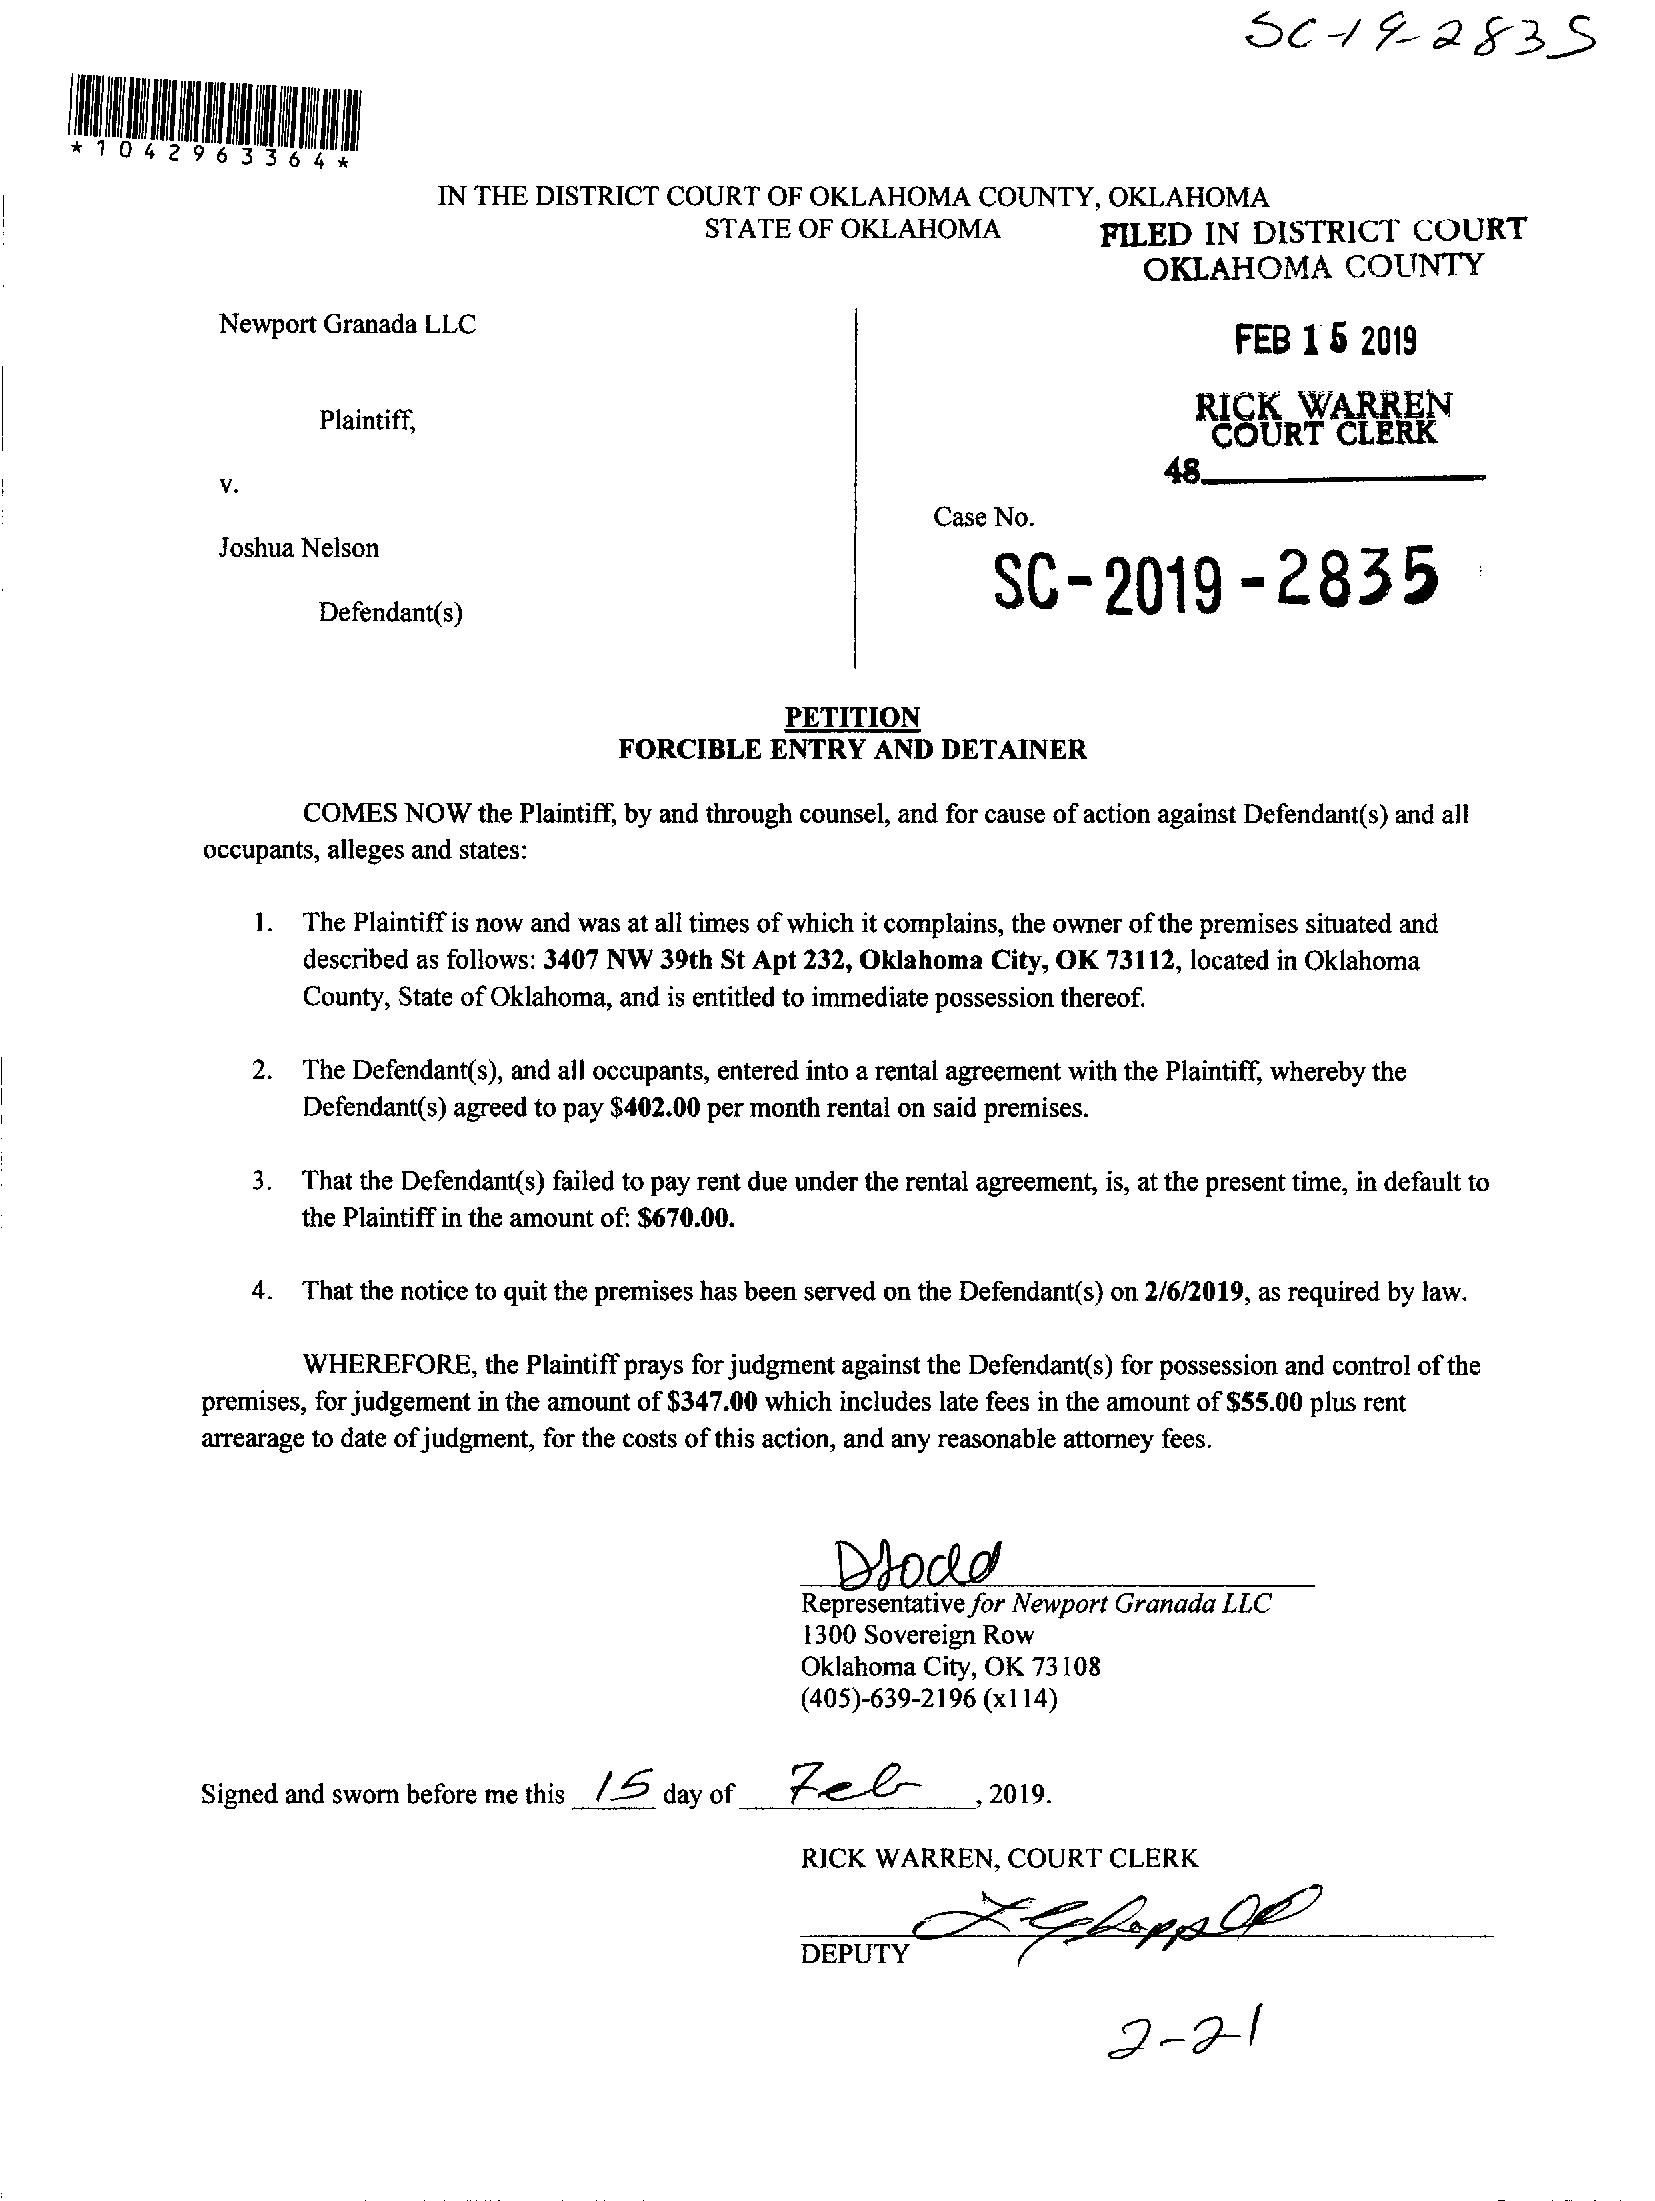 SC-19-2835
*1042963364*
IN THE DISTRICT COURT OF OKLAHOMA COUNTY, OKLAHOMA
STATE OF OKLAHOMA
FILED IN DISTRICT COURT
OKLAHOMA COUNTY
Newport Granada LLC
FEB 15 2019
RICK WARREN
COURT CLERK
Plaintiff,
48
v.
Case No.
Joshua Nelson
SC-2019-2835
Defendant(s)
PETITION
FORCIBLE ENTRY AND DETAINER
COMES NOW the Plaintiff, by and through counsel, and for cause of action against Defendant(s) and all
occupants, alleges and states:
1. The Plaintiff is now and was at all times of which it complains, the owner of the premises situated and
described as follows: 3407 NW 39th St Apt 232, Oklahoma City, OK 73112, located in Oklahoma
County, State of Oklahoma, and is entitled to immediate possession thereof.
2. The Defendant(s), and all occupants, entered into a rental agreement with the Plaintiff, whereby the
Defendant(s) agreed to pay $402.00 per month rental on said premises.
3. That the Defendant(s) failed to pay rent due under the rental agreement, is, at the present time, in default to
the Plaintiff in the amount of: $670.00.
4. That the notice to quit the premises has been served on the Defendant(s) on 2/6/2019, as required by law.
WHEREFORE, the Plaintiff prays for judgment against the Defendant(s) for possession and control of the
premises, for judgement in the amount of $347.00 which includes late fees in the amount of $55.00 plus rent
arrearage to date of judgment, for the costs of this action, and any reasonable attorney fees.
Representative for Newport Granada LLC
1300 Sovereign Row
Oklahoma City, OK 73108
(405)-639-2196 (x114)
Signed and sworn before me this 15 day of Feb, 2019.
RICK WARREN, COURT CLERK
DEPUTY
2-21